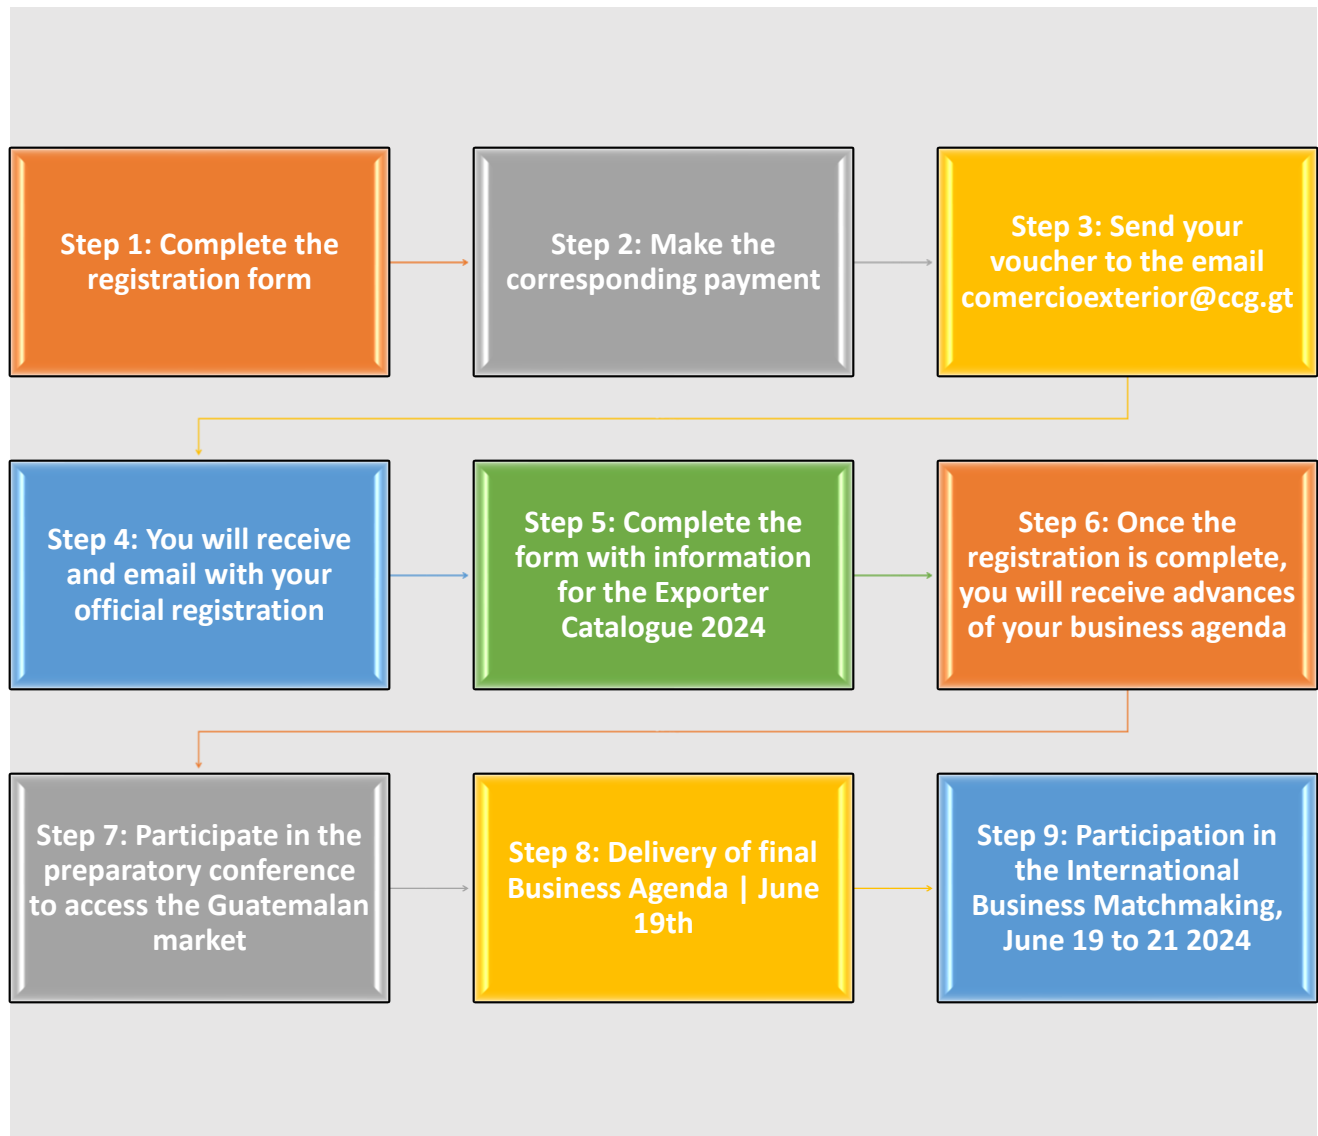 Step 1: Complete the
registration form
Step 2: Make the
corresponding payment
Step 3: Send your
voucher to the email
comercioexterior@ccg.gt
Step 4: You will receive
and email with your
official registration
Step 5: Complete the
form with information
for the Exporter
Catalogue 2024
Step 6: Once the
registration is complete,
you will receive advances
of your business agenda
Step 7: Participate in the
preparatory conference
to access the Guatemalan
market
Step 8: Delivery of final
Business Agenda | June
19th
Step 9: Participation in
the International
Business Matchmaking,
June 19 to 21 2024